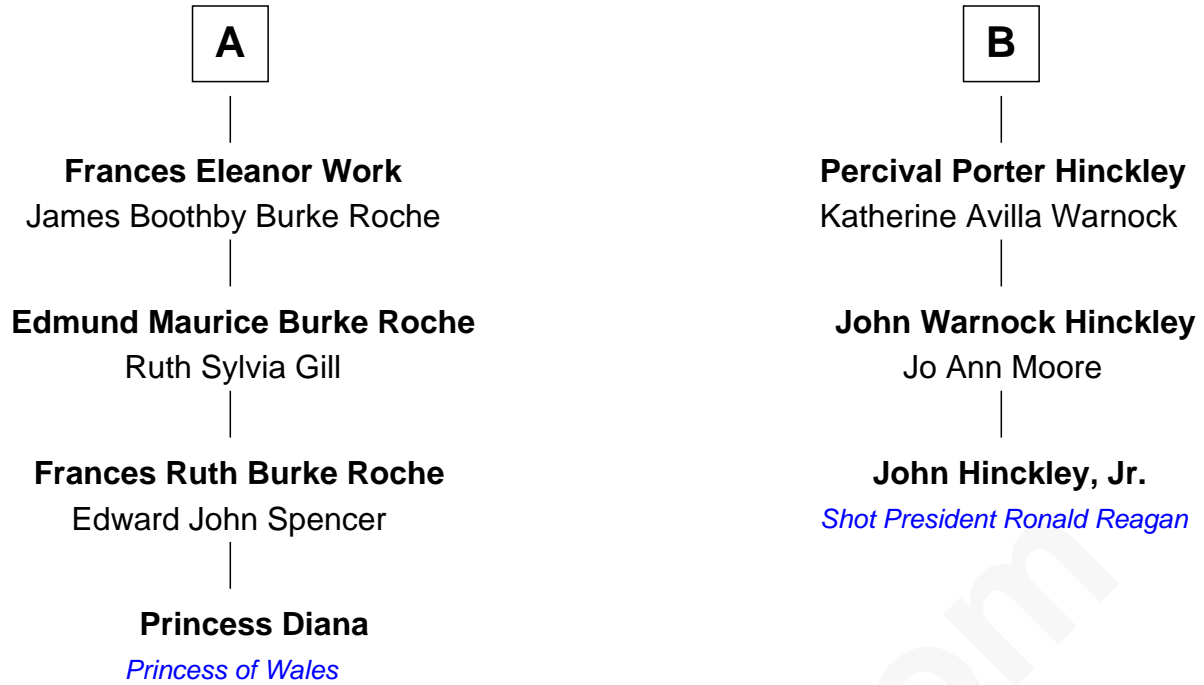 A
Frances Eleanor Work
James Boothby Burke Roche
Edmund Maurice Burke Roche
Ruth Sylvia Gill
Frances Ruth Burke Roche
Edward John Spencer
Princess Diana
Princess of Wales
B
Percival Porter Hinckley
Katherine Avilla Warnock
John Warnock Hinckley
Jo Ann Moore
John Hinckley, Jr.
Shot President Ronald Reagan
om